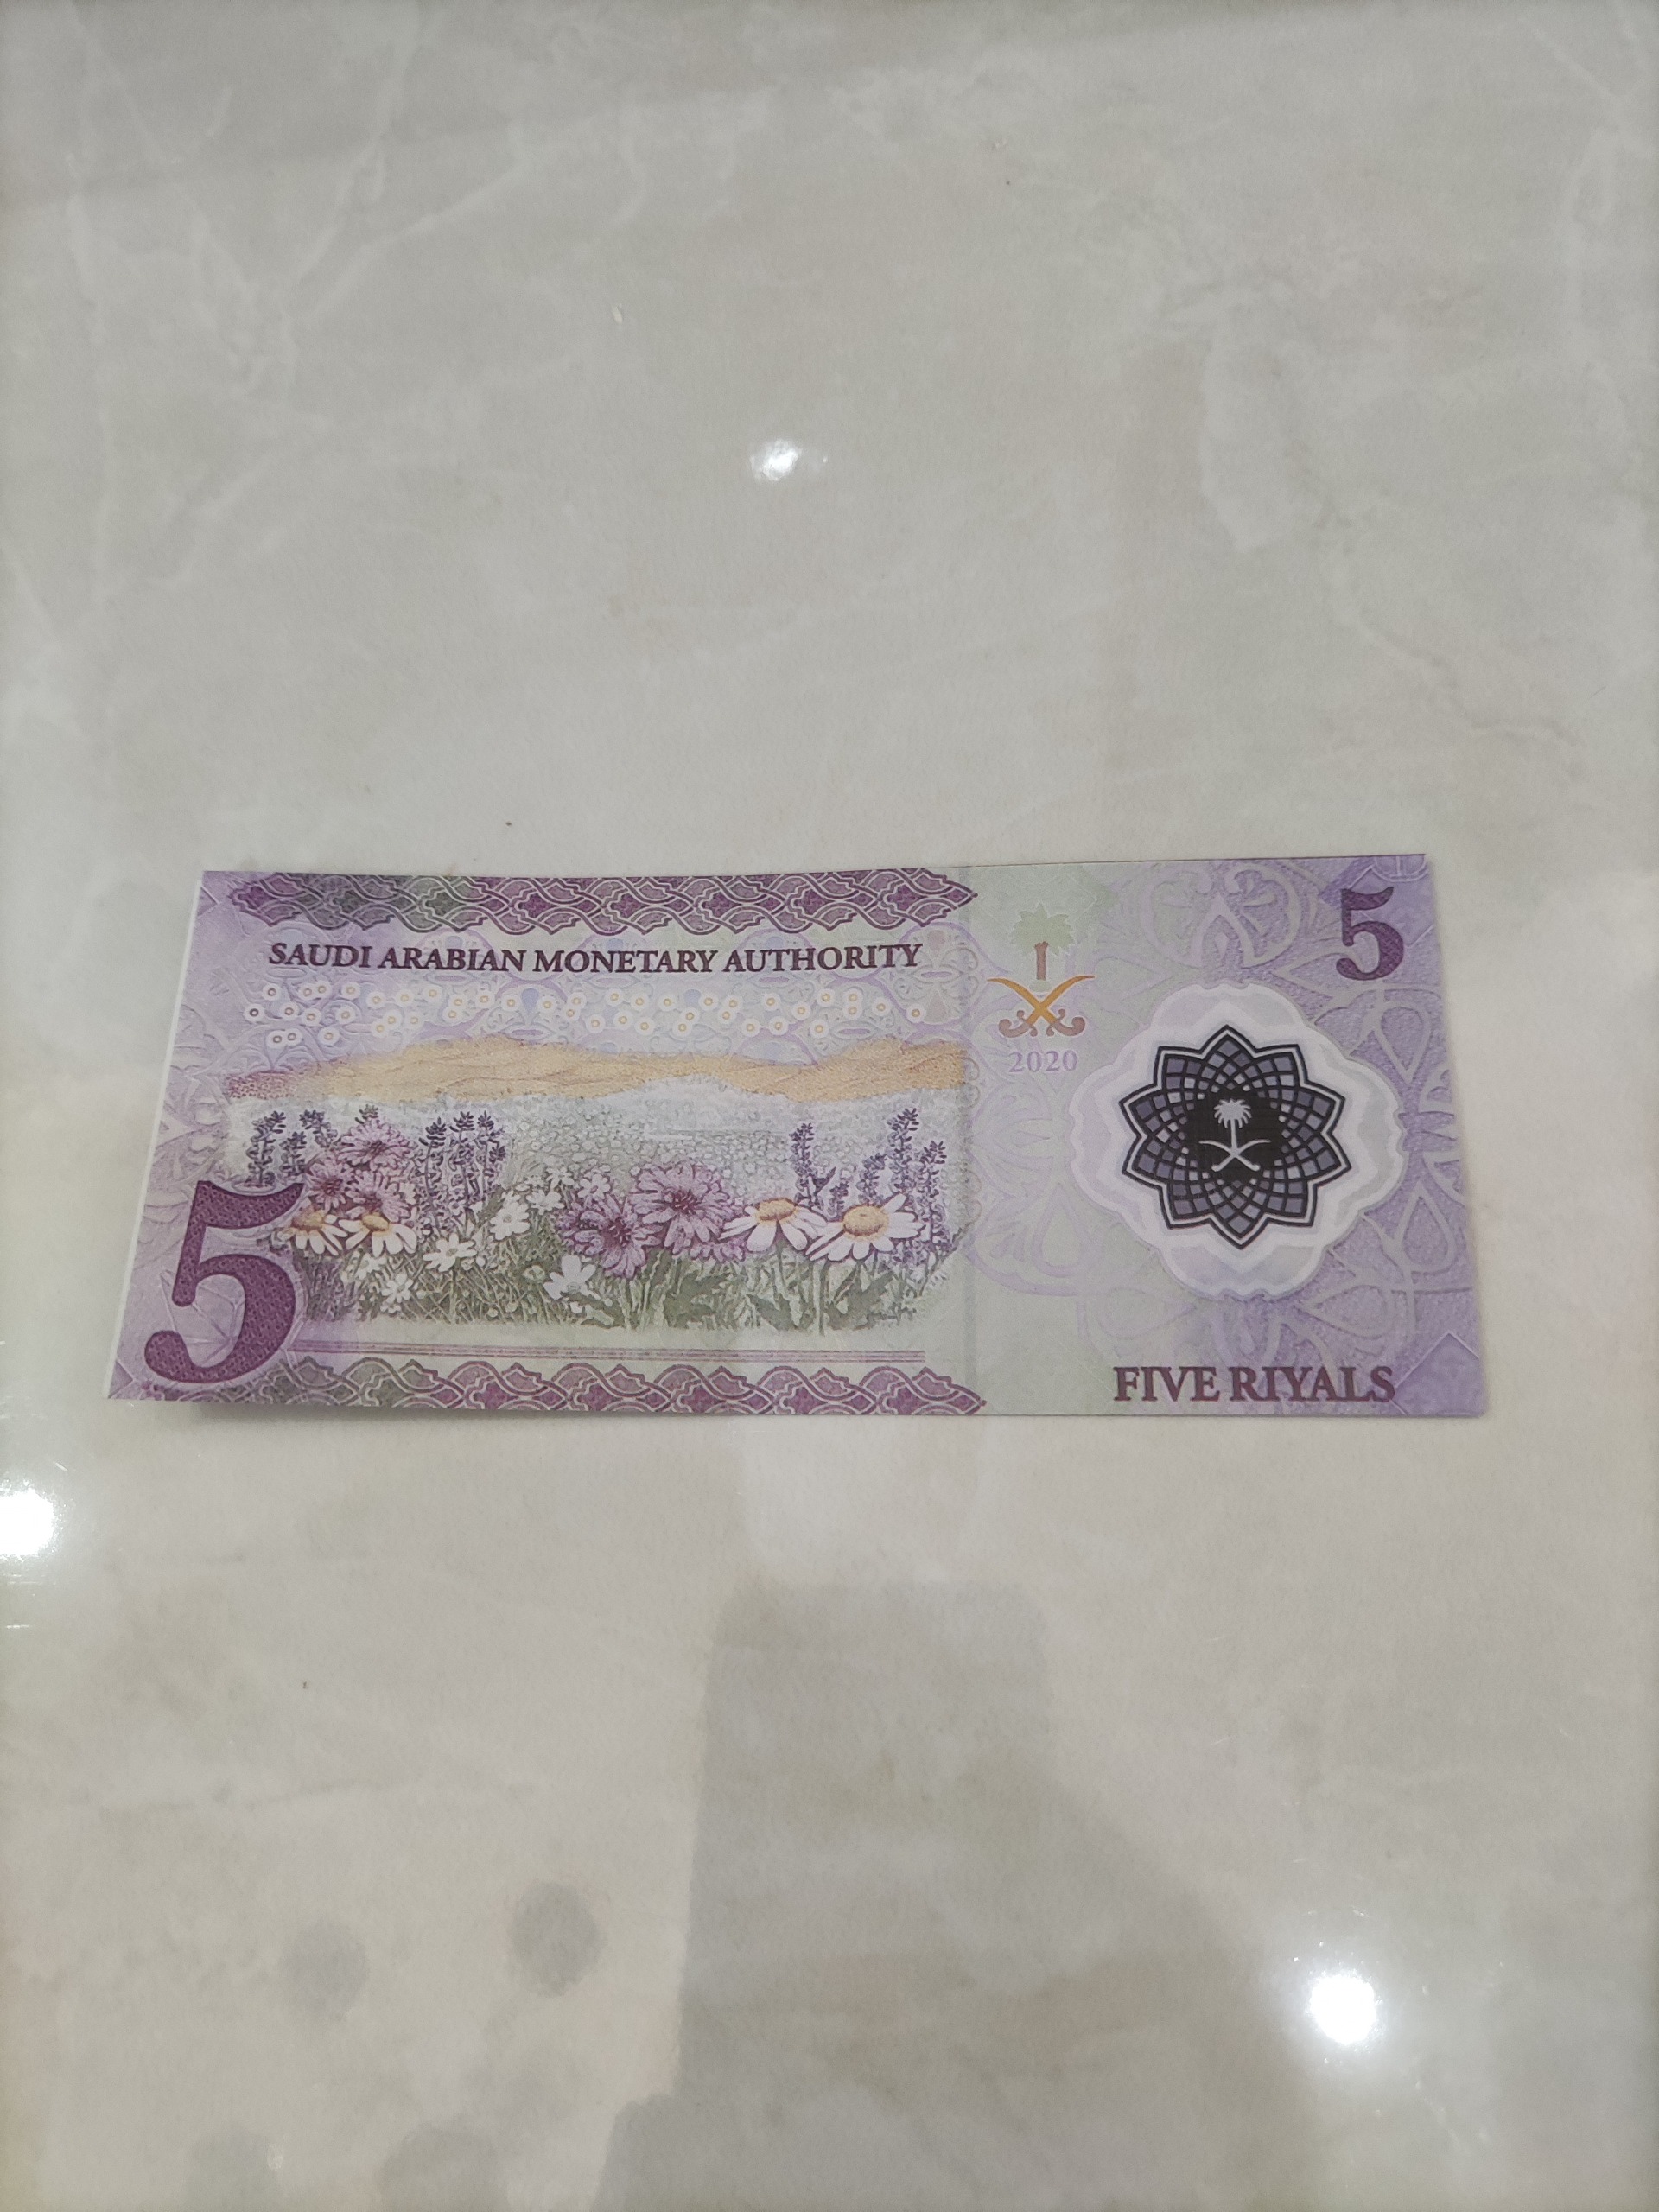 5
SAUDI ARABIAN MONETARY AUTHORITY
2020
5
FIVE RIYALS